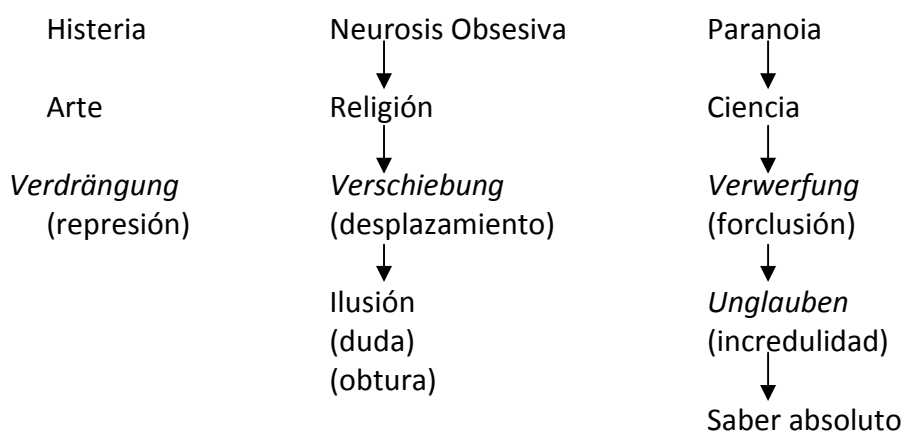 Histeria Neurosis Obsesiva Paranoia
Arte Religión Ciencia
Verdrängung Verschiebung Verwerfung
(represión) (desplazamiento) (forclusión)
Ilusión Unglauben
(duda) (incredulidad)
(obtura)
Saber absoluto